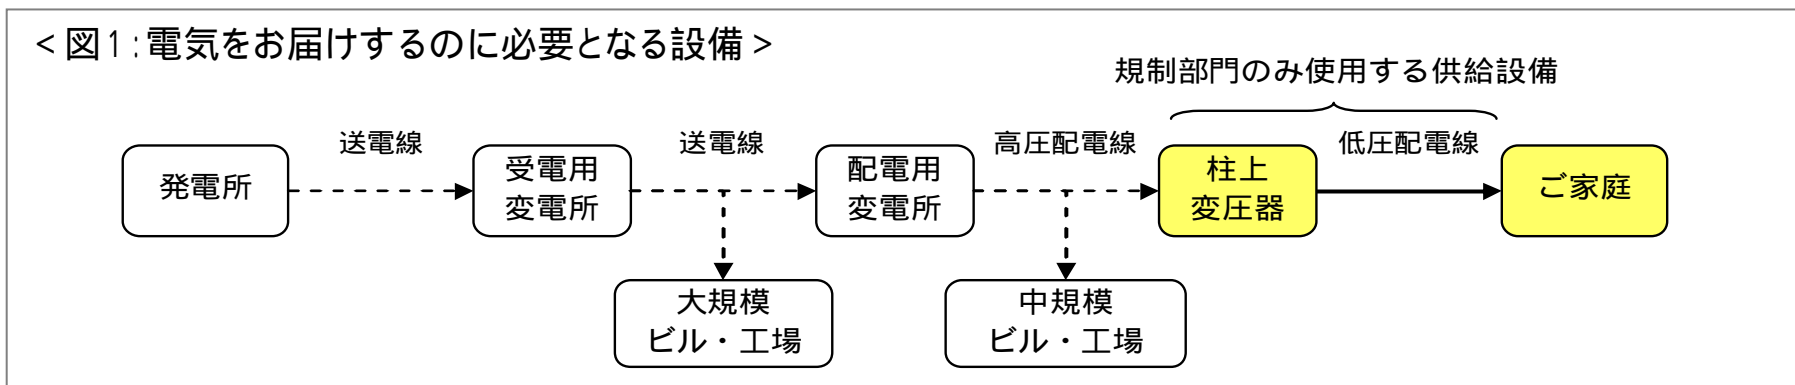 <図1:電気をお届けするのに必要となる設備>
規制部門のみ使用する供給設備
送電線
送電線
高圧配電線
低圧配電線
発電所
受電用
変電所
配電用
変電所
柱上
変圧器
ご家庭
大規模
ビル・工場
中規模
ビル・工場